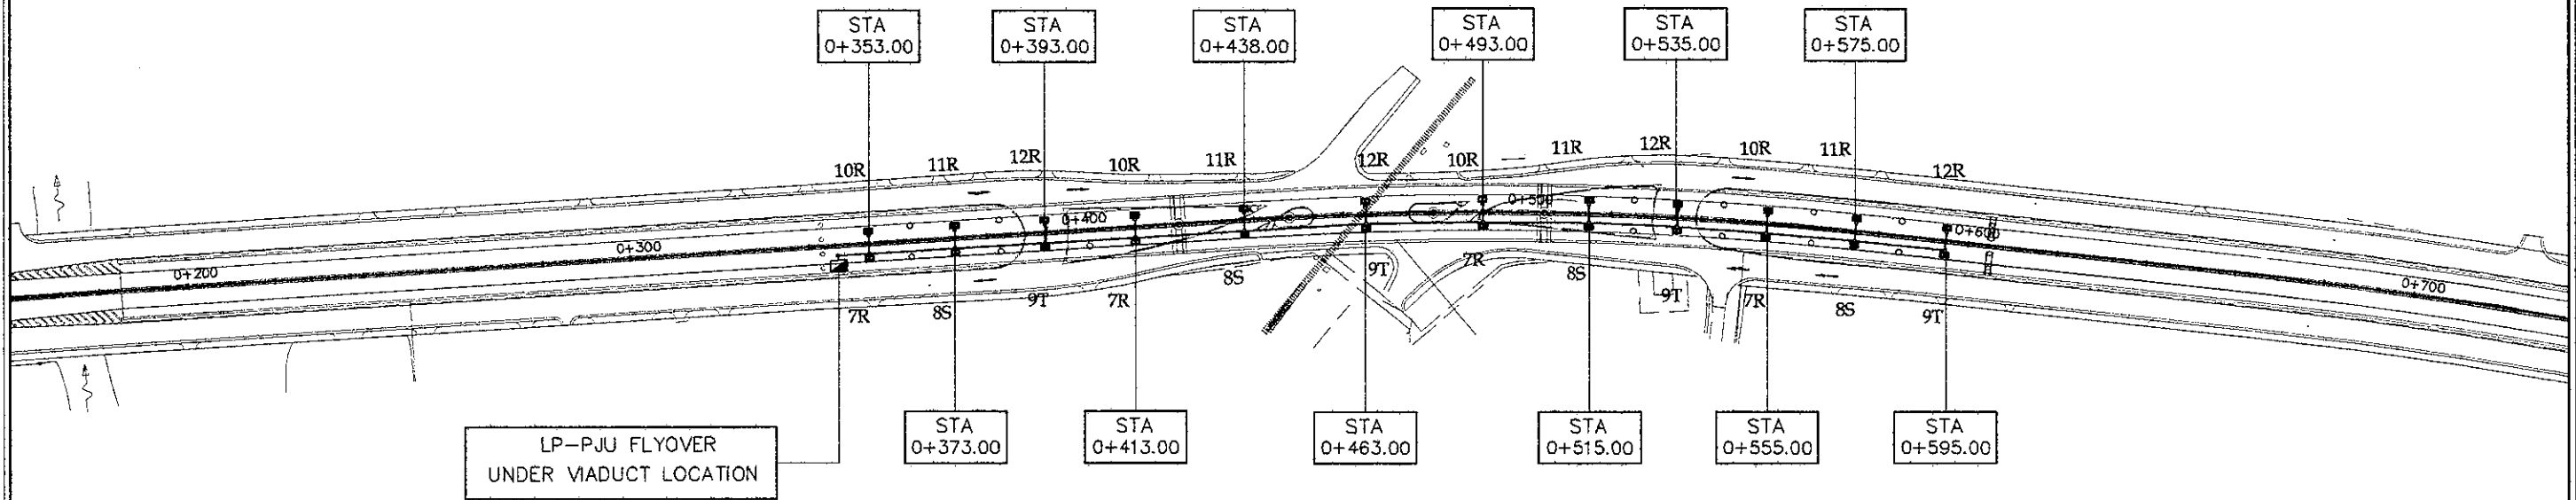 STA
0+353.00
STA
0+393.00
STA
0+438.00
STA
0+493.00
STA
0+535.00
STA
0+575.00
10R
11R
12R
10R
11R
12R
10R
11R
12R
10R
11R
12R
0+200
0+300
0+400
0+550
0+600
0+700
7R
8S
9T
7R
8S
9T
7R
8S
9T
7R
8S
9T
LP-PJU FLYOVER
UNDER VIADUCT LOCATION
STA
0+373.00
STA
0+413.00
STA
0+463.00
STA
0+515.00
STA
0+555.00
STA
0+595.00